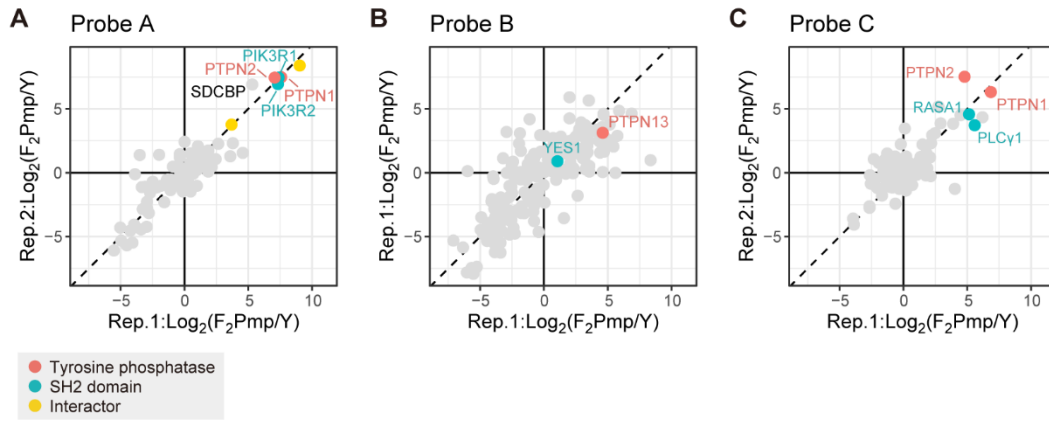 A
Probe A
Rep.2:Log2(F2Pmp/Y)
5
0
−5
PIK3R1
PTPN2
PTPN1
SDCBP
PIK3R2
−5
0
5
10
Rep.1:Log2(F2Pmp/Y)
B
Probe B
Rep.1:Log2(F2Pmp/Y)
5
0
−5
PTPN13
YES1
−5
0
5
10
Rep.1:Log2(F2Pmp/Y)
C
Probe C
Rep.2:Log2(F2Pmp/Y)
5
0
−5
PTPN2
PTPN1
RASA1
PLCγ1
−5
0
5
10
Rep.1:Log2(F2Pmp/Y)
Tyrosine phosphatase
SH2 domain
Interactor